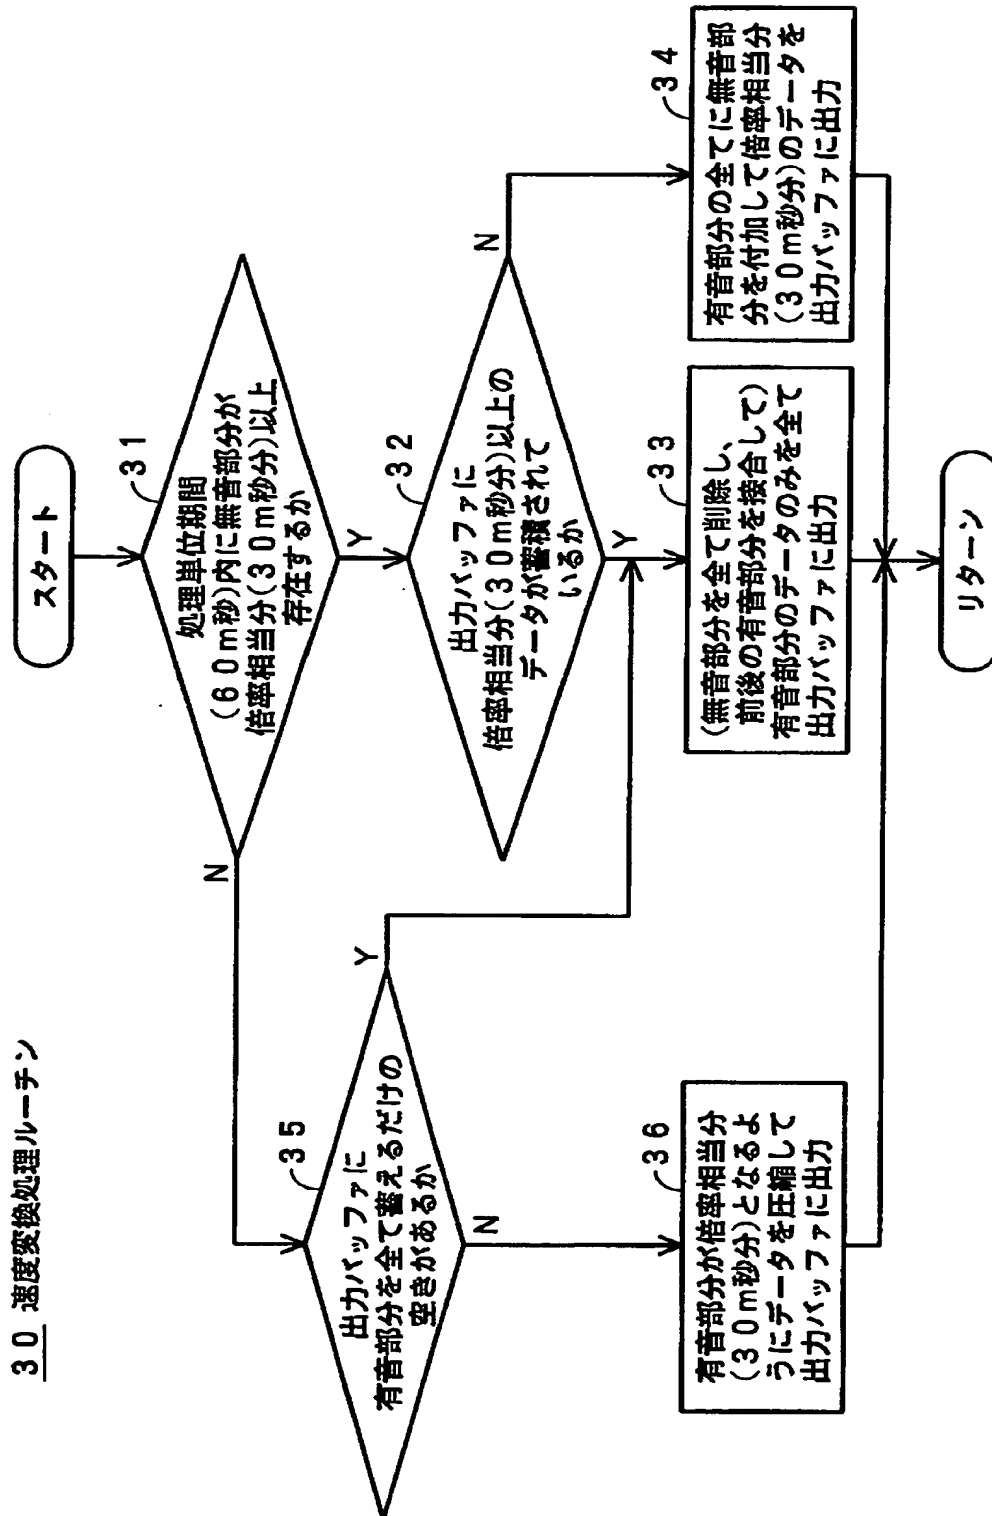 30 速度変換処理ルーチン
スタート
31
処理単位期間
(60m秒)内に無音部分が
倍率相当分(30m秒分)以上
存在するか
N
Y
32
出力バッファに
倍率相当分(30m秒分)以上の
データが蓄積されて
いるか
N
Y
35
出力バッファに
有音部分を全て蓄えるだけの
空きがあるか
Y
N
36
有音部分が倍率相当分
(30m秒分)となるよ
うにデータを圧縮して
出力バッファに出力
33
(無音部分を全て削除し、
前後の有音部分を接合して)
有音部分のデータのみを全て
出力バッファに出力
34
有音部分の全てに無音部
分を付加して倍率相当分
(30m秒分)のデータを
出力バッファに出力
リターン